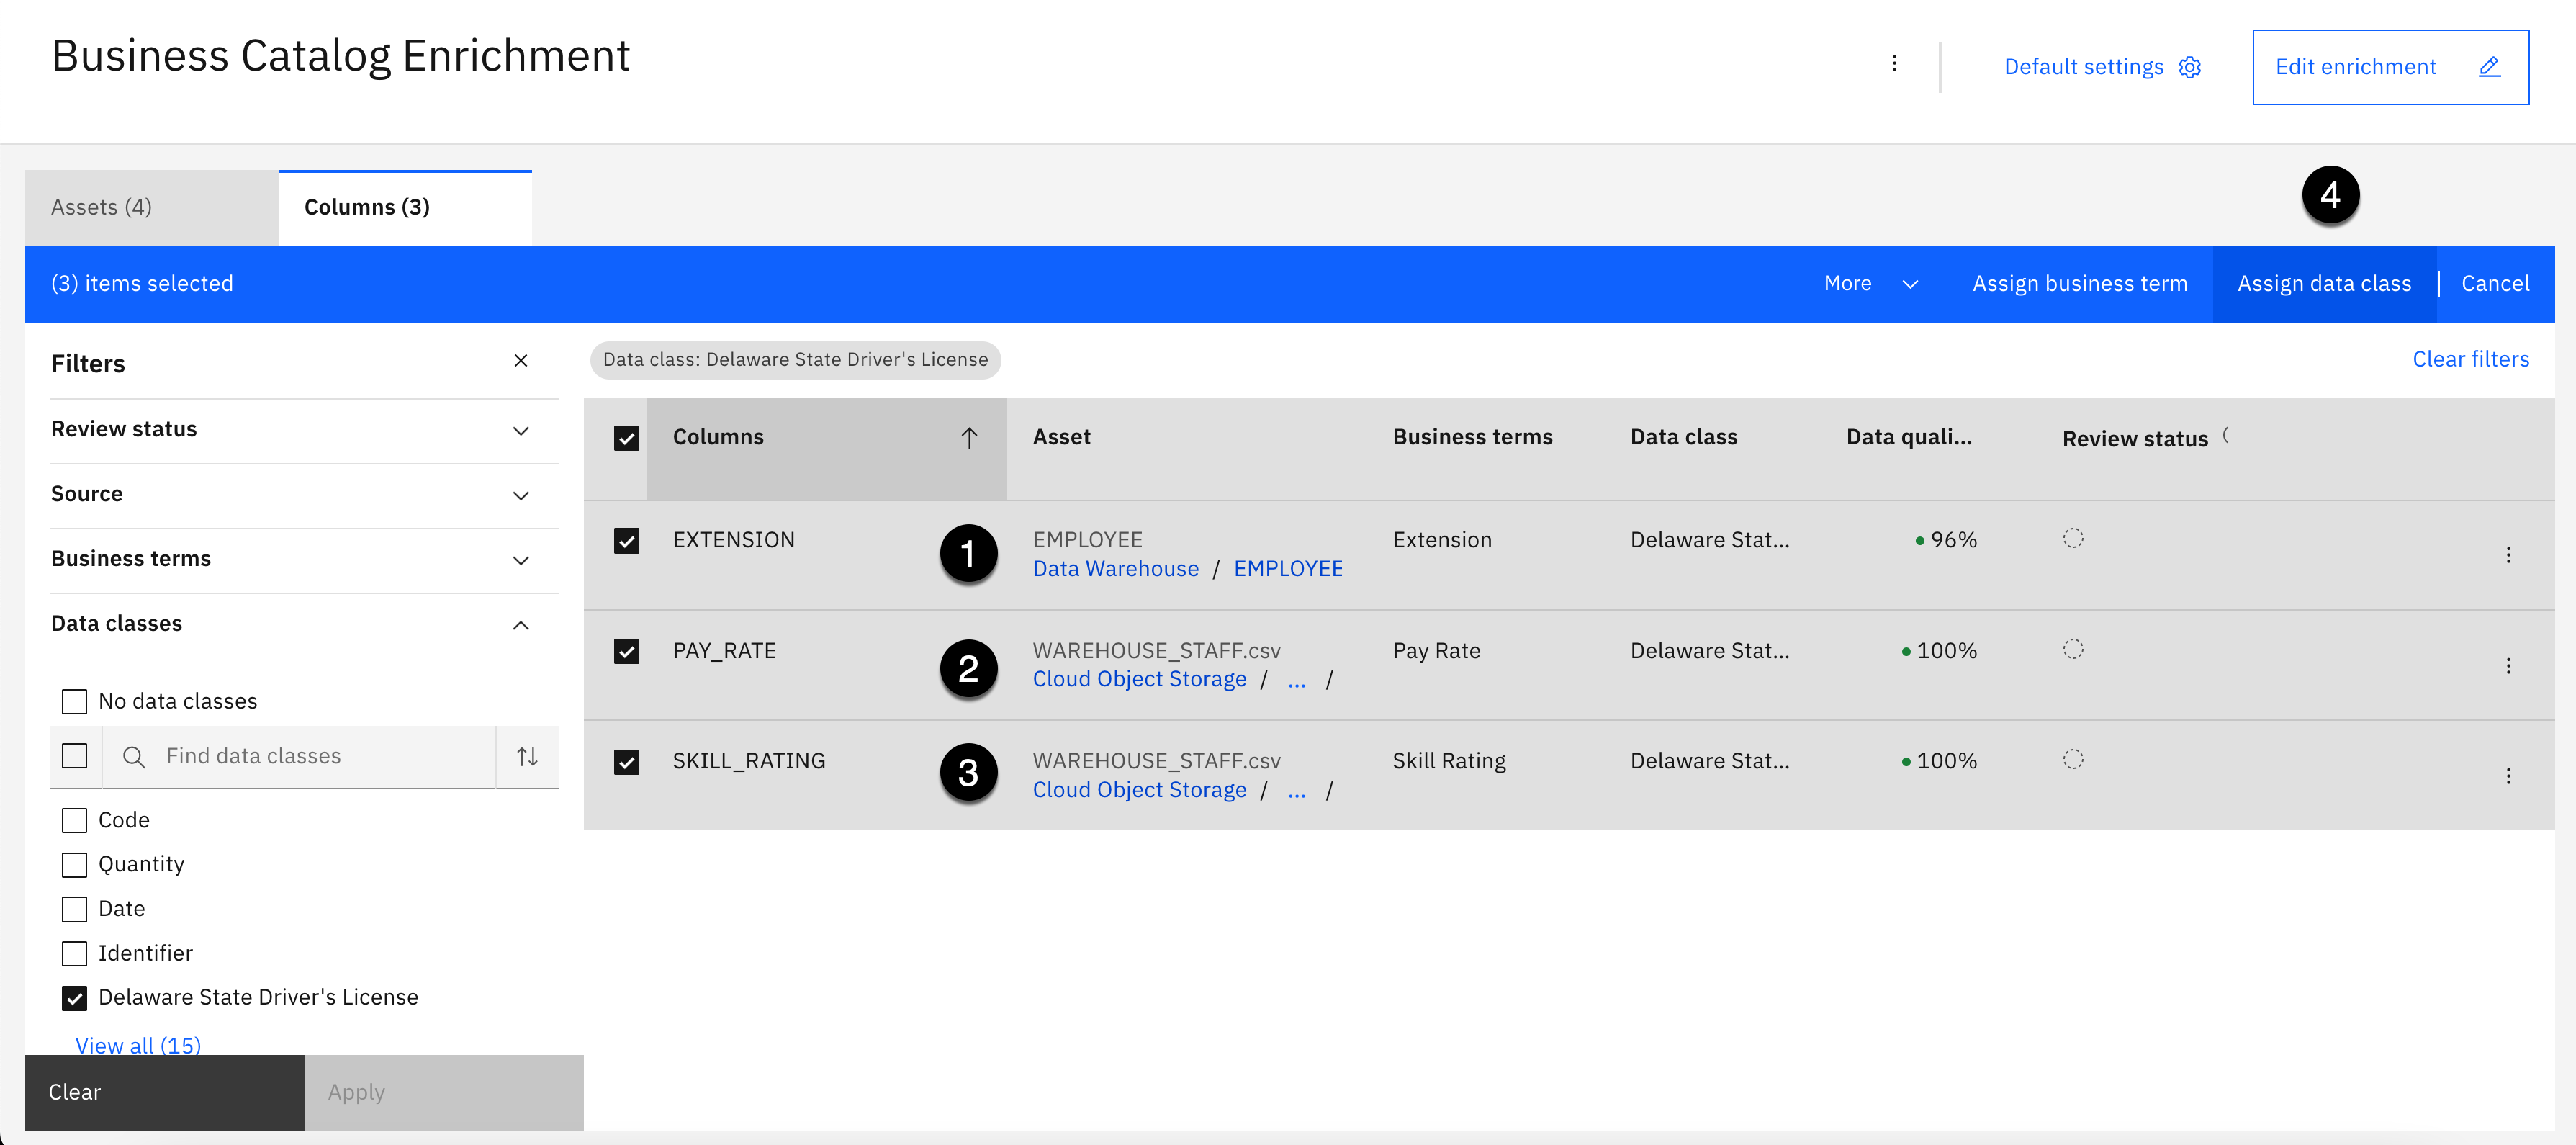 Business Catalog Enrichment
Default settings
Edit enrichment
Assets (4)
Columns (3)
4
(3) items selected
More
Assign business term
Assign data class
Cancel
Filters
Data class: Delaware State Driver's License
Clear filters
Review status
Source
Business terms
Data classes
No data classes
Find data classes
Code
Quantity
Date
Identifier
Delaware State Driver's License
View all (15)
Clear
Apply
Columns
Asset
Business terms
Data class
Data quali...
Review status
EXTENSION
1
EMPLOYEE
Data Warehouse / EMPLOYEE
Extension
Delaware Stat...
96%
PAY_RATE
2
WAREHOUSE_STAFF.csv
Cloud Object Storage / ... /
Pay Rate
Delaware Stat...
100%
SKILL_RATING
3
WAREHOUSE_STAFF.csv
Cloud Object Storage / ... /
Skill Rating
Delaware Stat...
100%